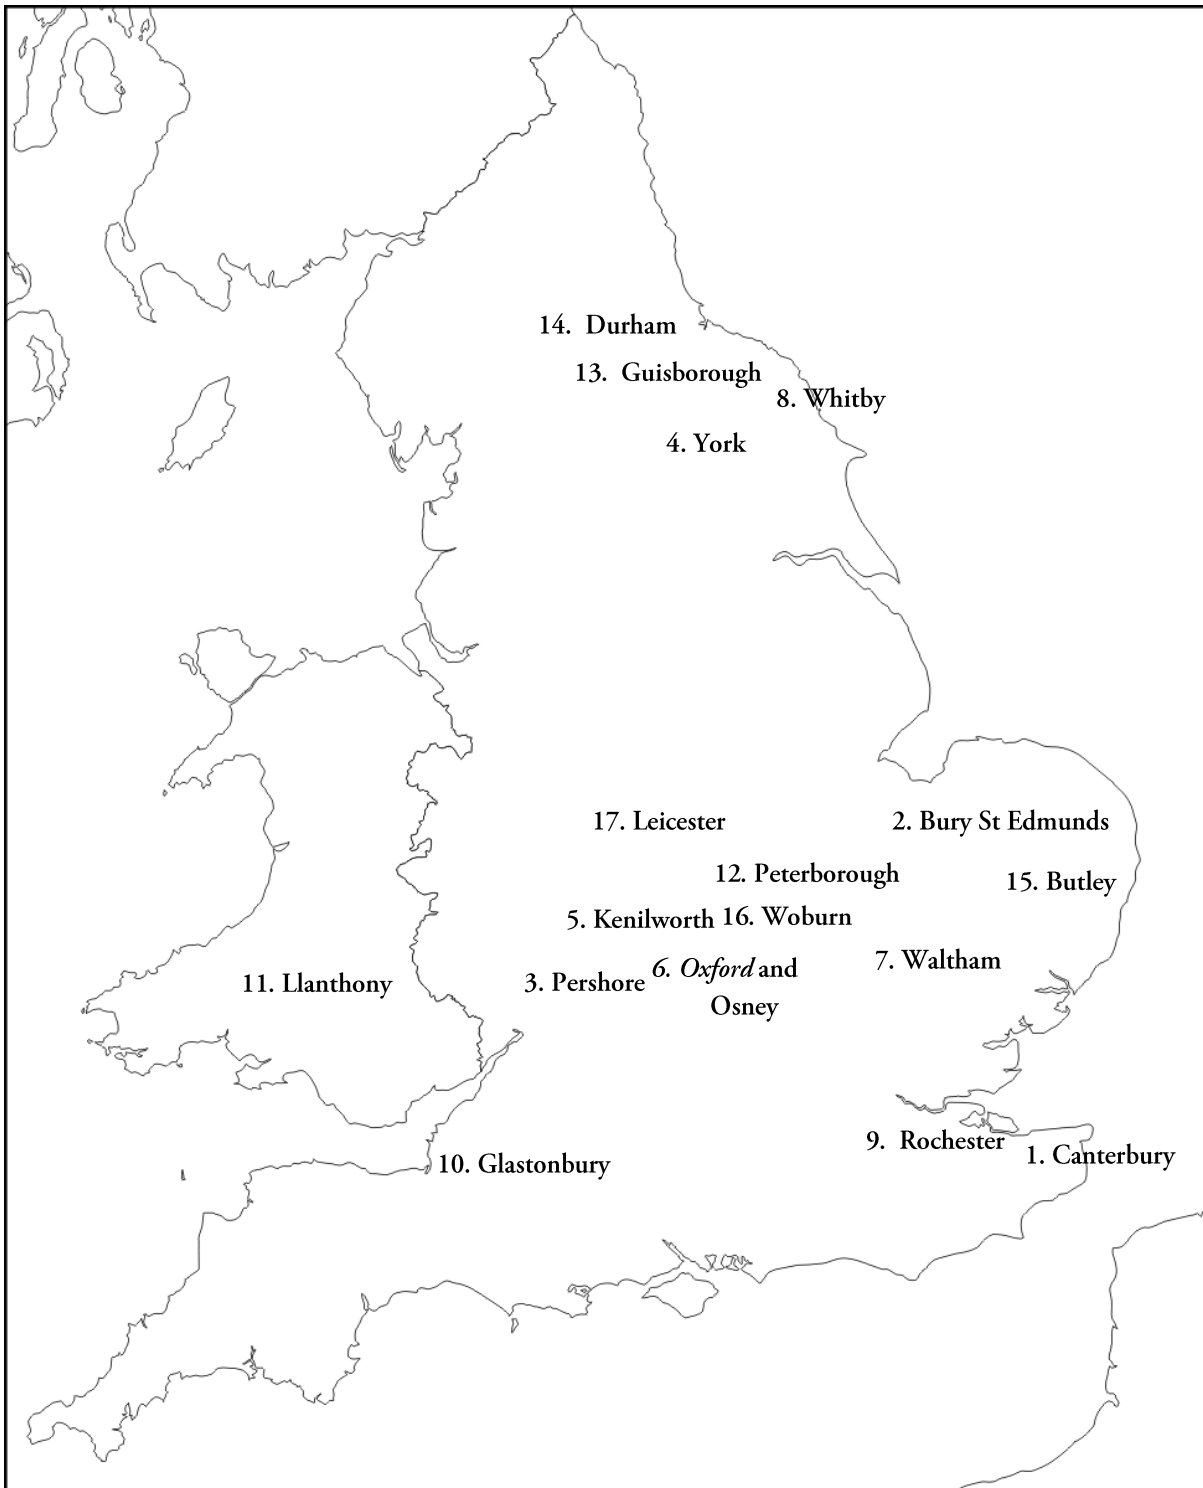 14. Durham
13. Guisborough
8. Whitby
4. York
17. Leicester
2. Bury St Edmunds
12. Peterborough
15. Butley
5. Kenilworth
16. Woburn
7. Waltham
11. Llanthony
3. Pershore
6. Oxford and
Osney
9. Rochester
1. Canterbury
10. Glastonbury